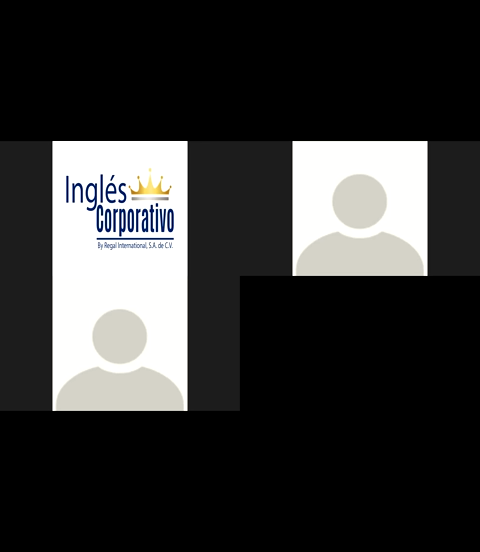 Inglés
Corporativo
By Regal International, S.A. de C.V.